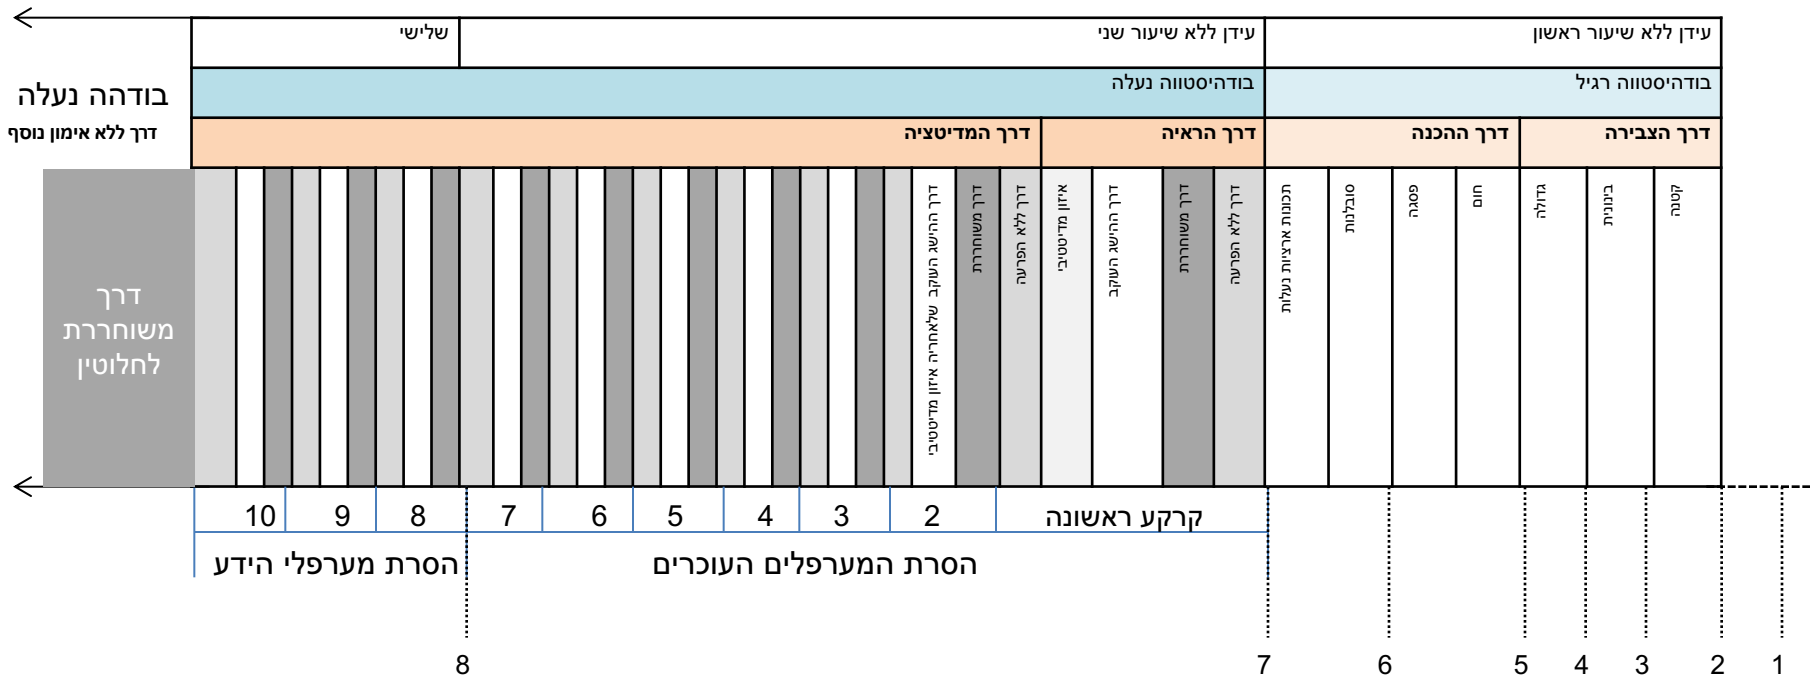 עידן ללא שיעור ראשון
עידן ללא שיעור שני
שלישי
בודהיסטווה רגיל
בודהיסטווה נעלה
בודהה נעלה
דרך הצבירה
דרך ההכנה
דרך הראיה
דרך המדיטציה
דרך ללא אימון נוסף
קטנה
בינונית
גדולה
חום
פסגה
סובלנות
תכונות ארציות נעלות
דרך ללא הפרעה
דרך משוחררת
דרך ההישג העוקב
איזון מדיטטיבי
דרך ללא הפרעה
דרך משוחררת
דרך ההישג העוקב שלאחריה איזון מדיטטיבי
דרך
משוחררת
לחלוטין
קרקע ראשונה
2
3
4
5
6
7
8
9
10
הסרת המערפלים העוכרים
הסרת מערפלי הידע
1
2
3
4
5
6
7
8